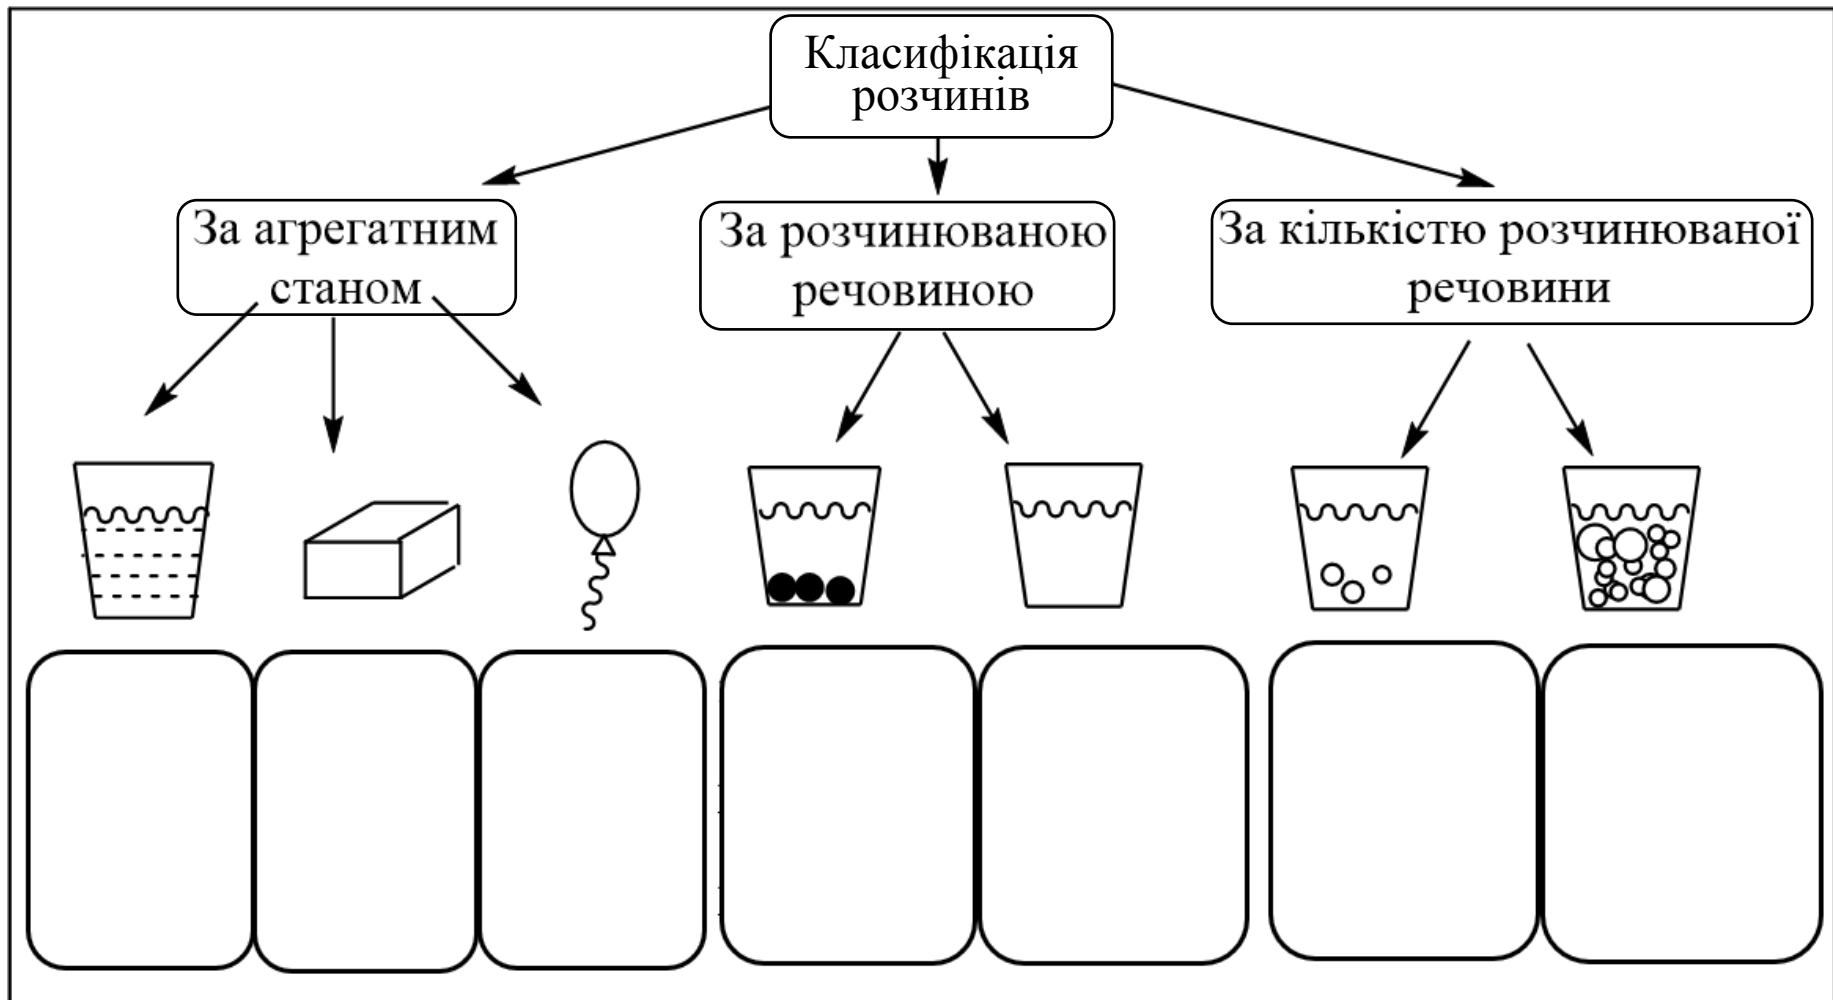 Класифікація
розчинів
За агрегатним
станом
За розчинюваною
речовиною
За кількістю розчинюваної
речовини